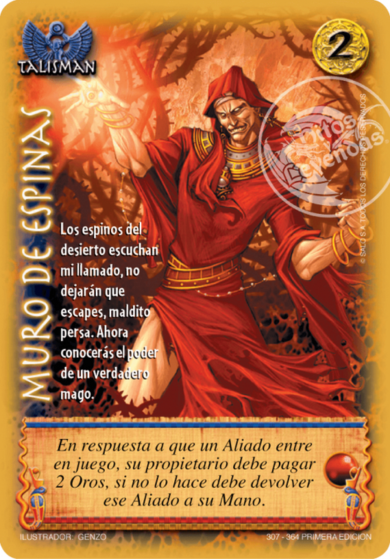 TALISMAN
2
MURO DE ESPINAS
Los espinos del
desierto escuchan
mi llamado, no
dejarán que
escapes, maldito
persa. Ahora
conocerás el poder
de un verdadero
mago.
En respuesta a que un Aliado entre
en juego, su propietario debe pagar
2 Oros, si no lo hace debe devolver
ese Aliado a su Mano.
ILUSTRADOR - GENZO
307 - 364 PRIMERA EDICION